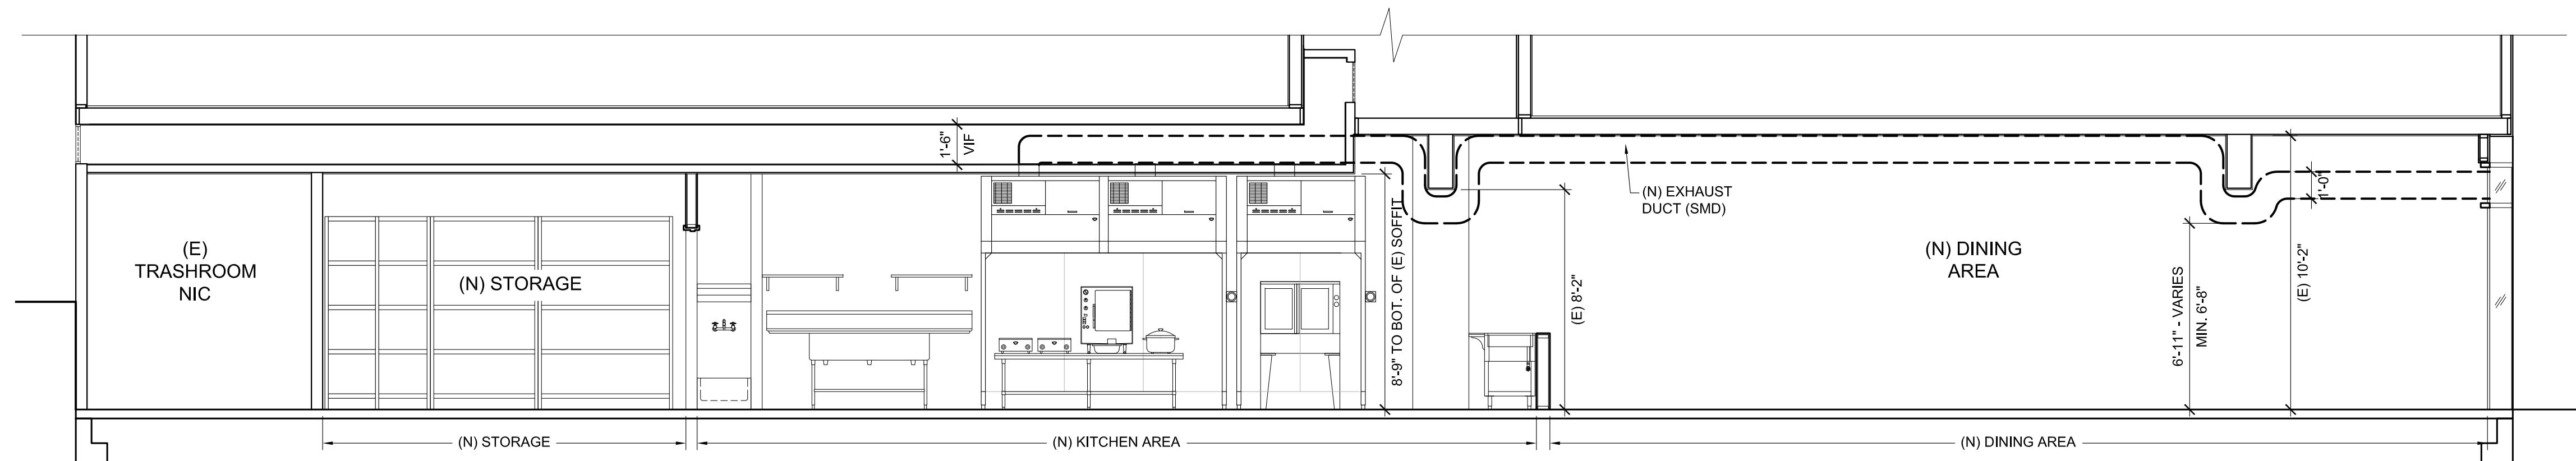 1'-6"
VIF
(N) EXHAUST
DUCT (SMD)
1'-0"
(E)
TRASHROOM
NIC
(N) STORAGE
8'-9" TO BOT. OF (E) SOFFIT
(E) 8'-2"
(N) DINING
AREA
6'-11" - VARIES
MIN. 6'-8"
(E) 10'-2"
(N) STORAGE
(N) KITCHEN AREA
(N) DINING AREA